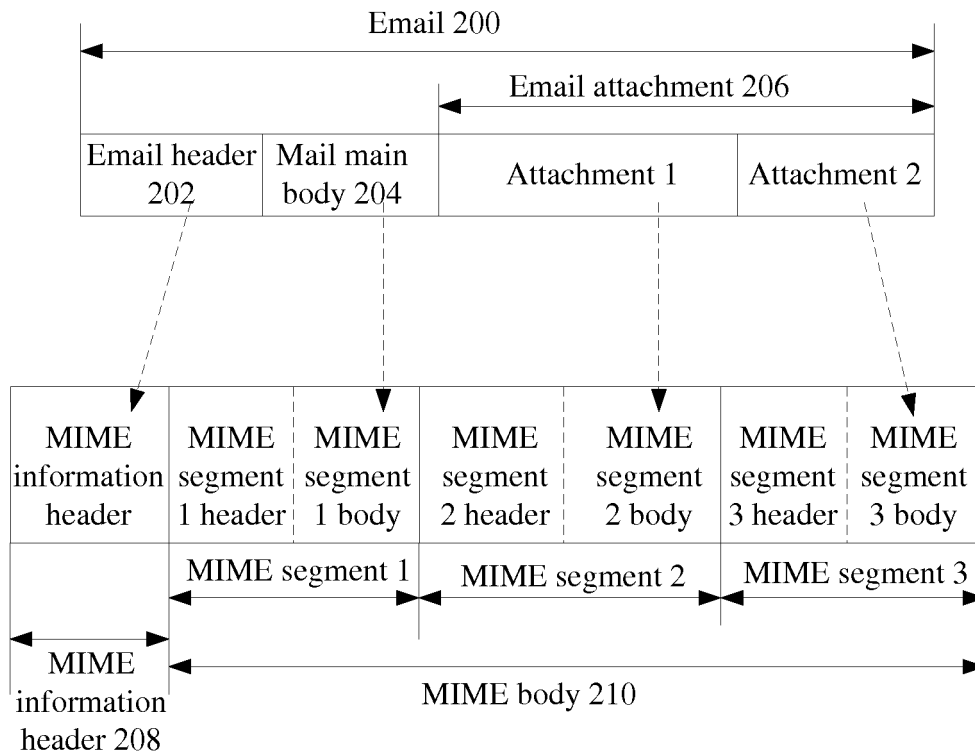 Email 200
Email attachment 206
Email header
202
Mail main
body 204
Attachment 1
Attachment 2
MIME
information
header
MIME
segment
1 header
MIME
segment
1 body
MIME
segment
2 header
MIME
segment
2 body
MIME
segment
3 header
MIME
segment
3 body
MIME segment 1
MIME segment 2
MIME segment 3
MIME
information
header 208
MIME body 210